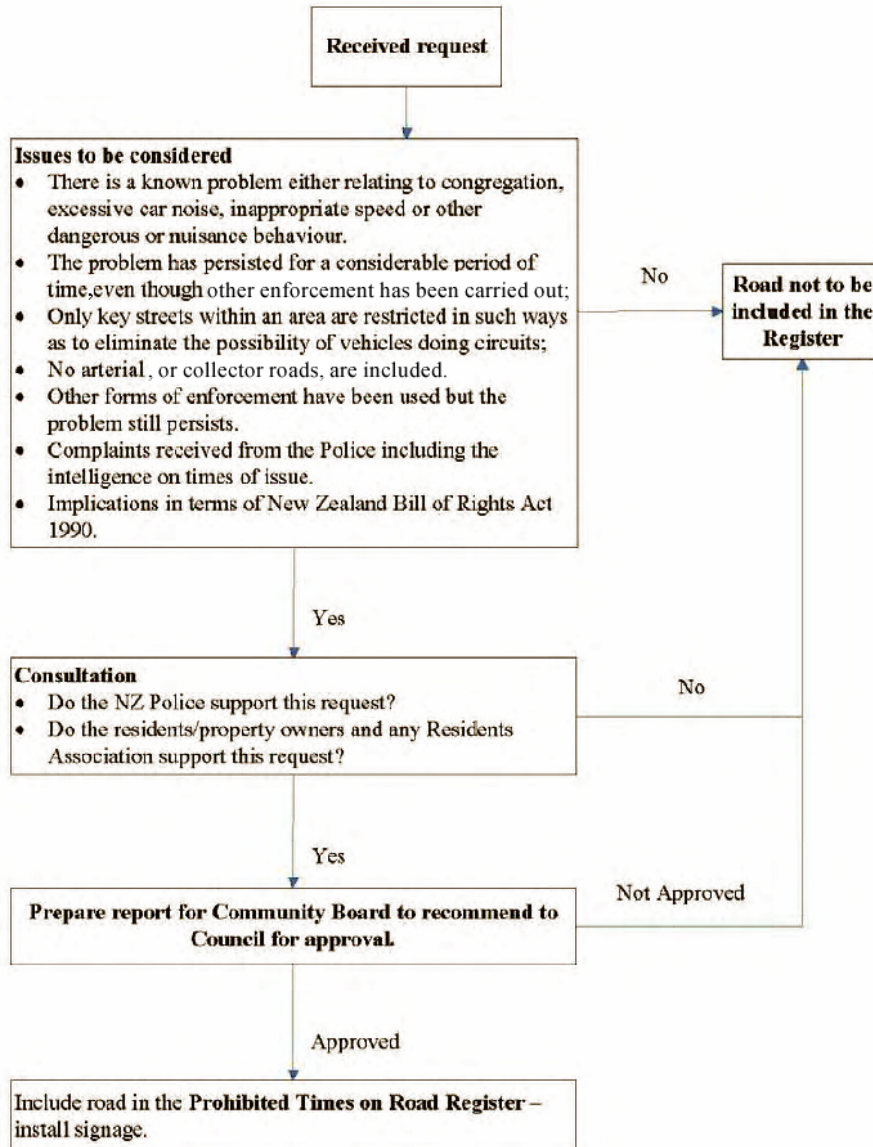 Received request
Issues to be considered
• There is a known problem either relating to congregation,
excessive car noise, inappropriate speed or other
dangerous or nuisance behaviour.
• The problem has persisted for a considerable period of
time,even though other enforcement has been carried out;
• Only key streets within an area are restricted in such ways
as to eliminate the possibility of vehicles doing circuits;
• No arterial, or collector roads, are included.
• Other forms of enforcement have been used but the
problem still persists.
• Complaints received from the Police including the
intelligence on times of issue.
• Implications in terms of New Zealand Bill of Rights Act
1990.
No
Road not to be
included in the
Register
Yes
Consultation
• Do the NZ Police support this request?
• Do the residents/property owners and any Residents
Association support this request?
No
Yes
Prepare report for Community Board to recommend to
Council for approval.
Not Approved
Approved
Include road in the Prohibited Times on Road Register –
install signage.